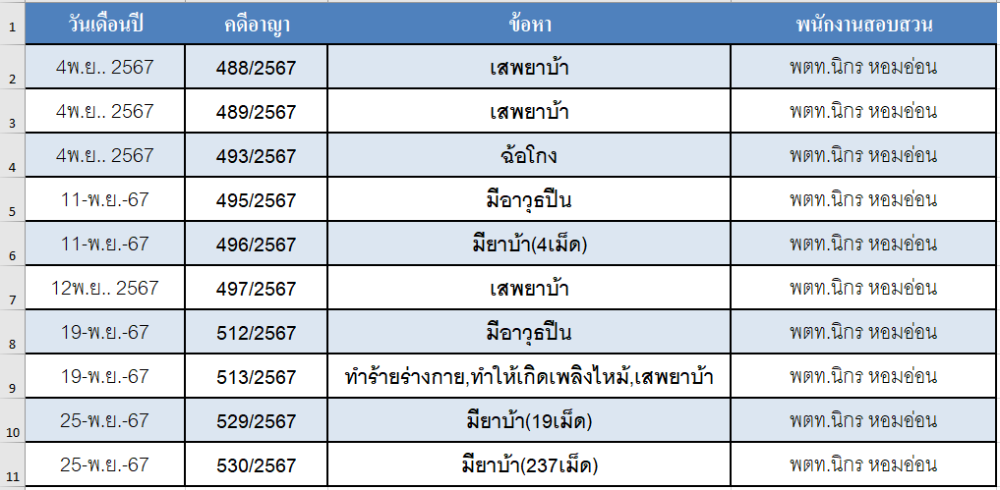 1 วันเดือนปี คดีอาญา ข้อหา พนักงานสอบสวน
2 4พ.ย.. 2567 488/2567 เสพยาบ้า พตท.นิกร หอมอ่อน
3 4พ.ย.. 2567 489/2567 เสพยาบ้า พตท.นิกร หอมอ่อน
4 4พ.ย.. 2567 493/2567 ฉ้อโกง พตท.นิกร หอมอ่อน
5 11-พ.ย.-67 495/2567 มีอาวุธปืน พตท.นิกร หอมอ่อน
6 11-พ.ย.-67 496/2567 มียาบ้า(4เม็ด) พตท.นิกร หอมอ่อน
7 12พ.ย.. 2567 497/2567 เสพยาบ้า พตท.นิกร หอมอ่อน
8 19-พ.ย.-67 512/2567 มีอาวุธปืน พตท.นิกร หอมอ่อน
9 19-พ.ย.-67 513/2567 ทำร้ายร่างกาย,ทำให้เกิดเพลิงไหม้,เสพยาบ้า พตท.นิกร หอมอ่อน
10 25-พ.ย.-67 529/2567 มียาบ้า(19เม็ด) พตท.นิกร หอมอ่อน
11 25-พ.ย.-67 530/2567 มียาบ้า(237เม็ด) พตท.นิกร หอมอ่อน